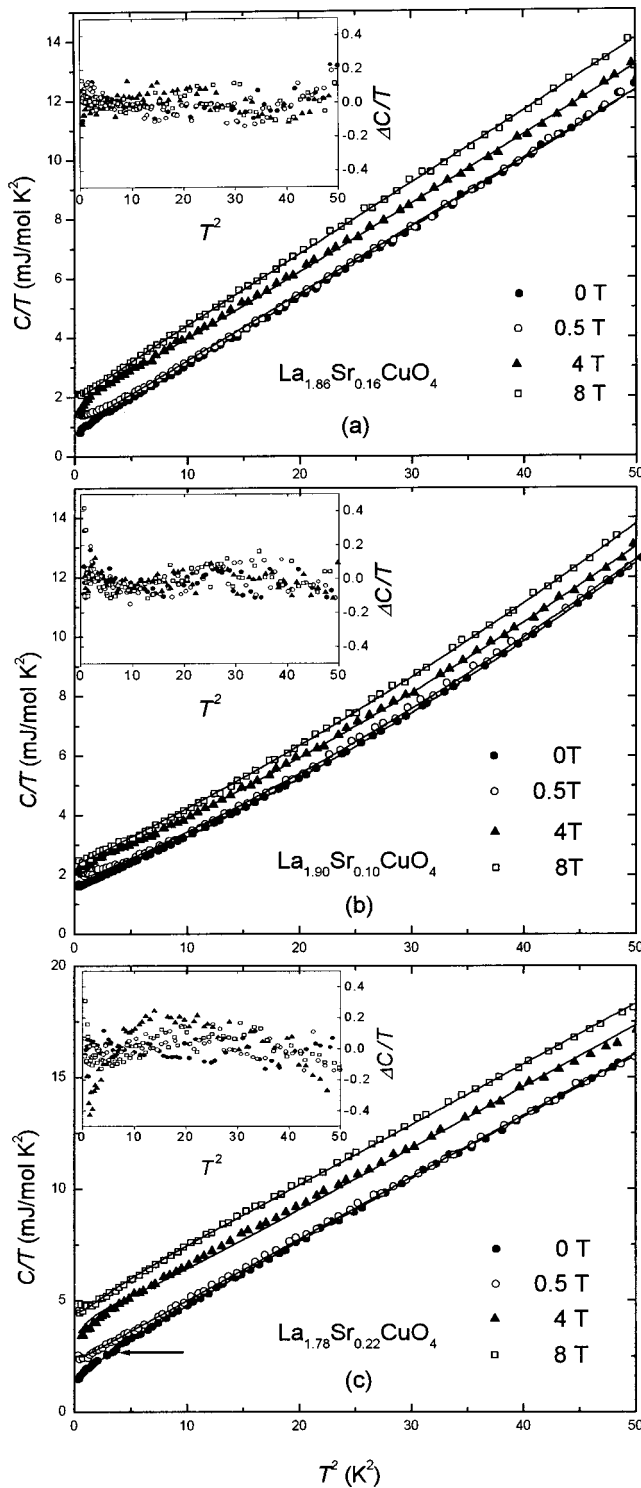 0.4
0.2
0.0
-0.2
-0.4
ΔC/T
0 10 20 30 40 50
T²
14
12
10
8
6
4
2
0
C/T (mJ/mol K²)
0 T
0.5 T
4 T
8 T
La₁.₈₆Sr₀.₁₆CuO₄
(a)
0 10 20 30 40 50
0.4
0.2
0.0
-0.2
-0.4
ΔC/T
0 10 20 30 40 50
T²
14
12
10
8
6
4
2
0
C/T (mJ/mol K²)
0T
0.5T
4T
8T
La₁.₉₀Sr₀.₁₀CuO₄
(b)
0 10 20 30 40 50
0.4
0.2
0.0
-0.2
-0.4
ΔC/T
0 10 20 30 40 50
T²
20
15
10
5
0
C/T (mJ/mol K²)
0 T
0.5 T
4 T
8 T
La₁.₇₈Sr₀.₂₂CuO₄
(c)
0 10 20 30 40 50
T² (K²)